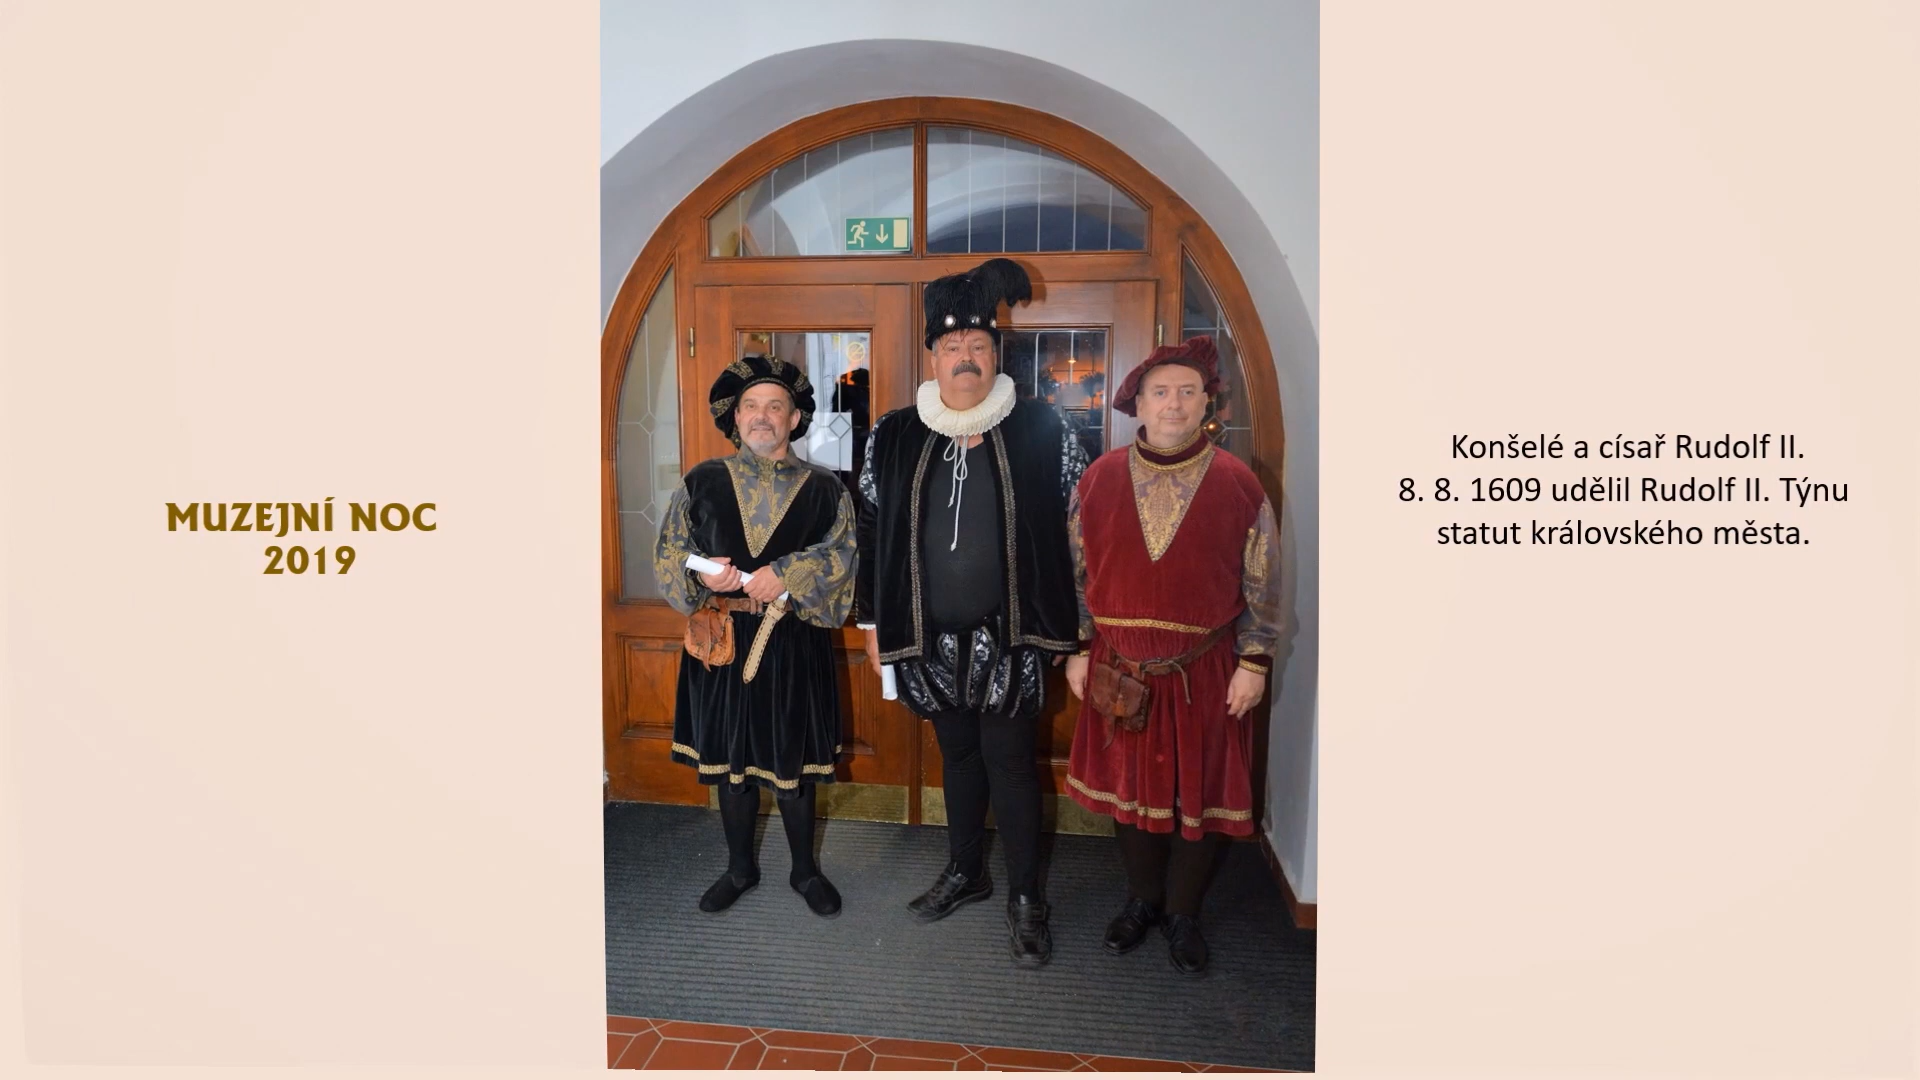 MUZEJNÍ NOC
2019
Konšelé a císař Rudolf II.
8. 8. 1609 udělil Rudolf II. Týnu
statut královského města.